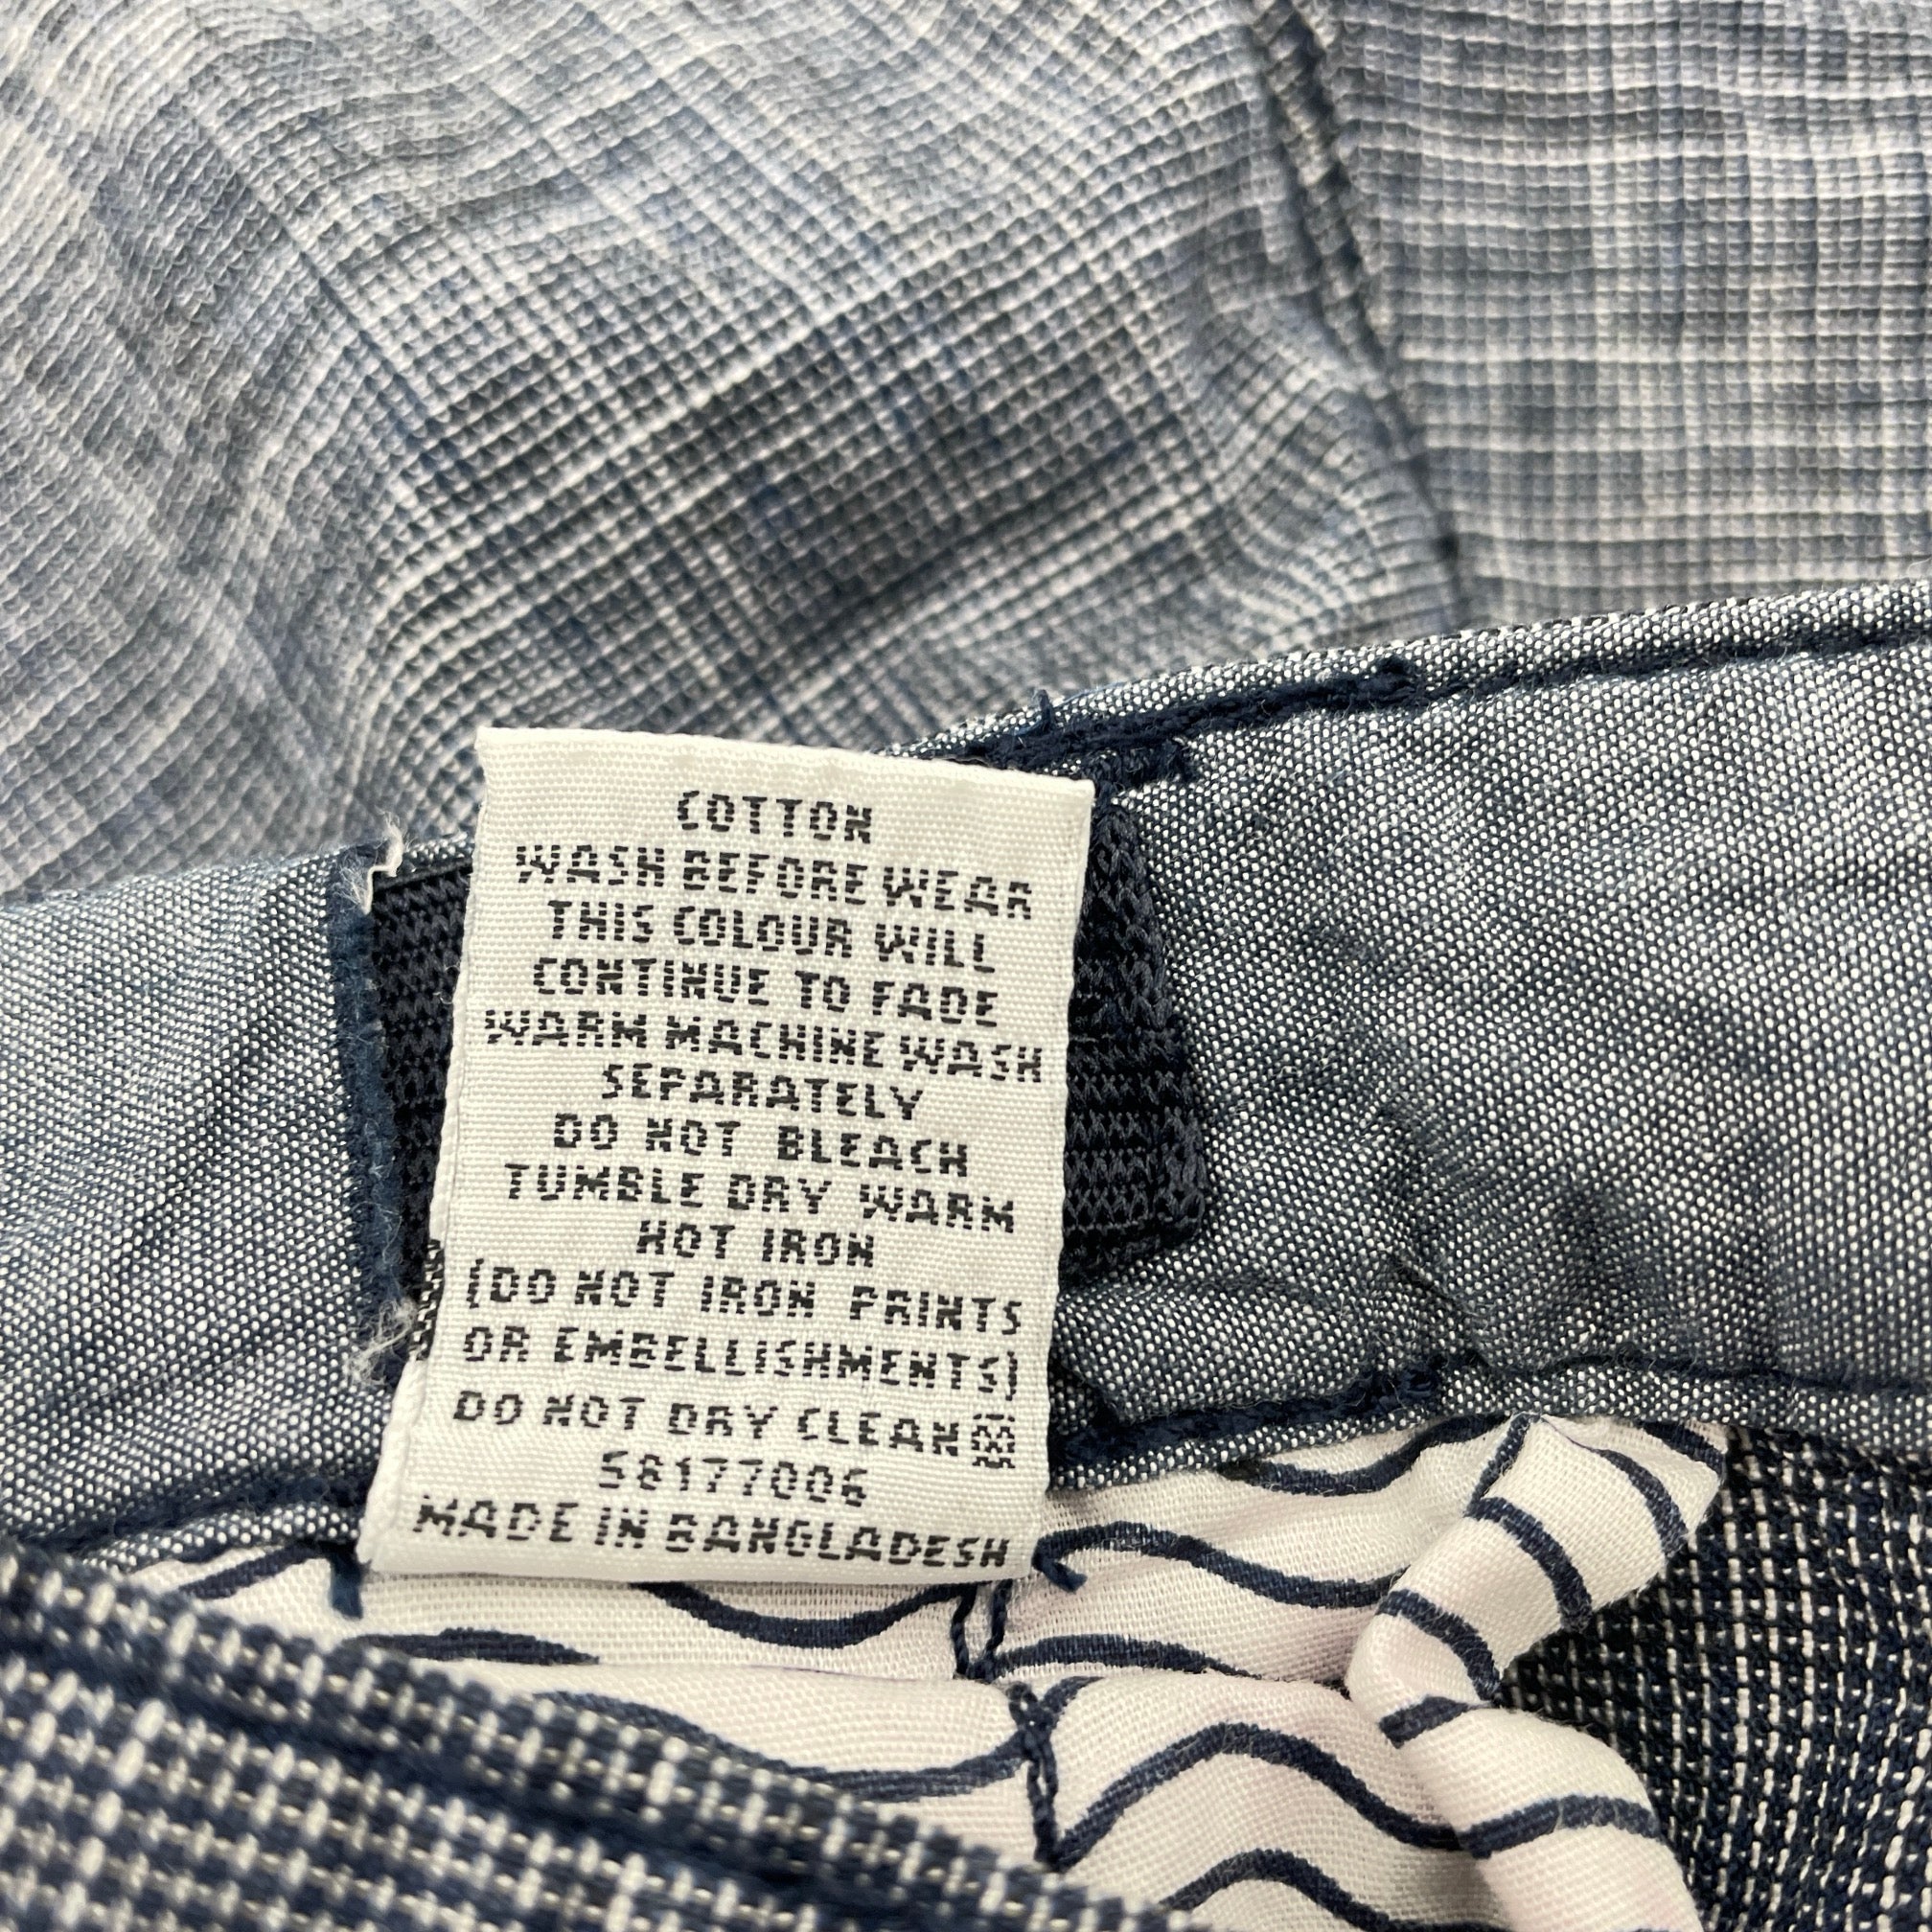 COTTON
WASH BEFORE WEAR
THIS COLOUR WILL
CONTINUE TO FADE
WARM MACHINE WASH
SEPARATELY
DO NOT BLEACH
TUMBLE DRY WARM
HOT IRON
(DO NOT IRON PRINTS
OR EMBELLISHMENTS)
DO NOT DRY CLEAN
58177006
MADE IN BANGLADESH